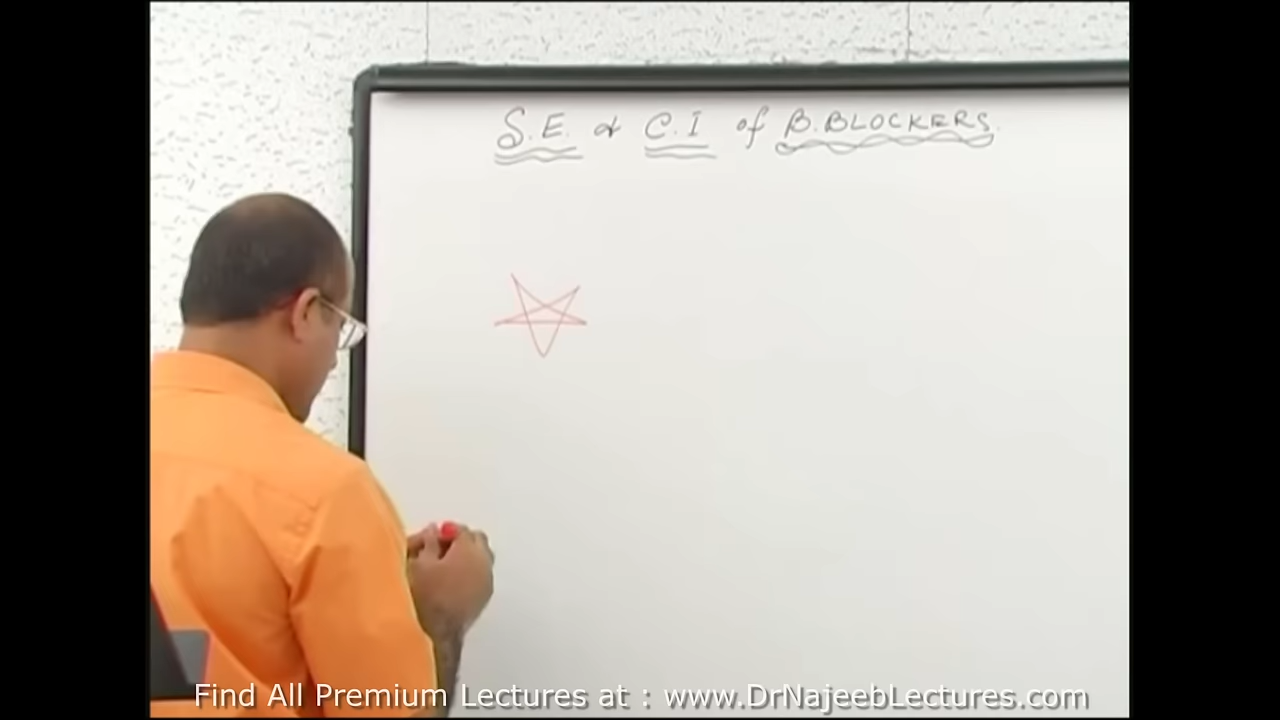 S.E. & C.I of B.BLOCKERS.
Find All Premium Lectures at : www.DrNajeebLectures.com